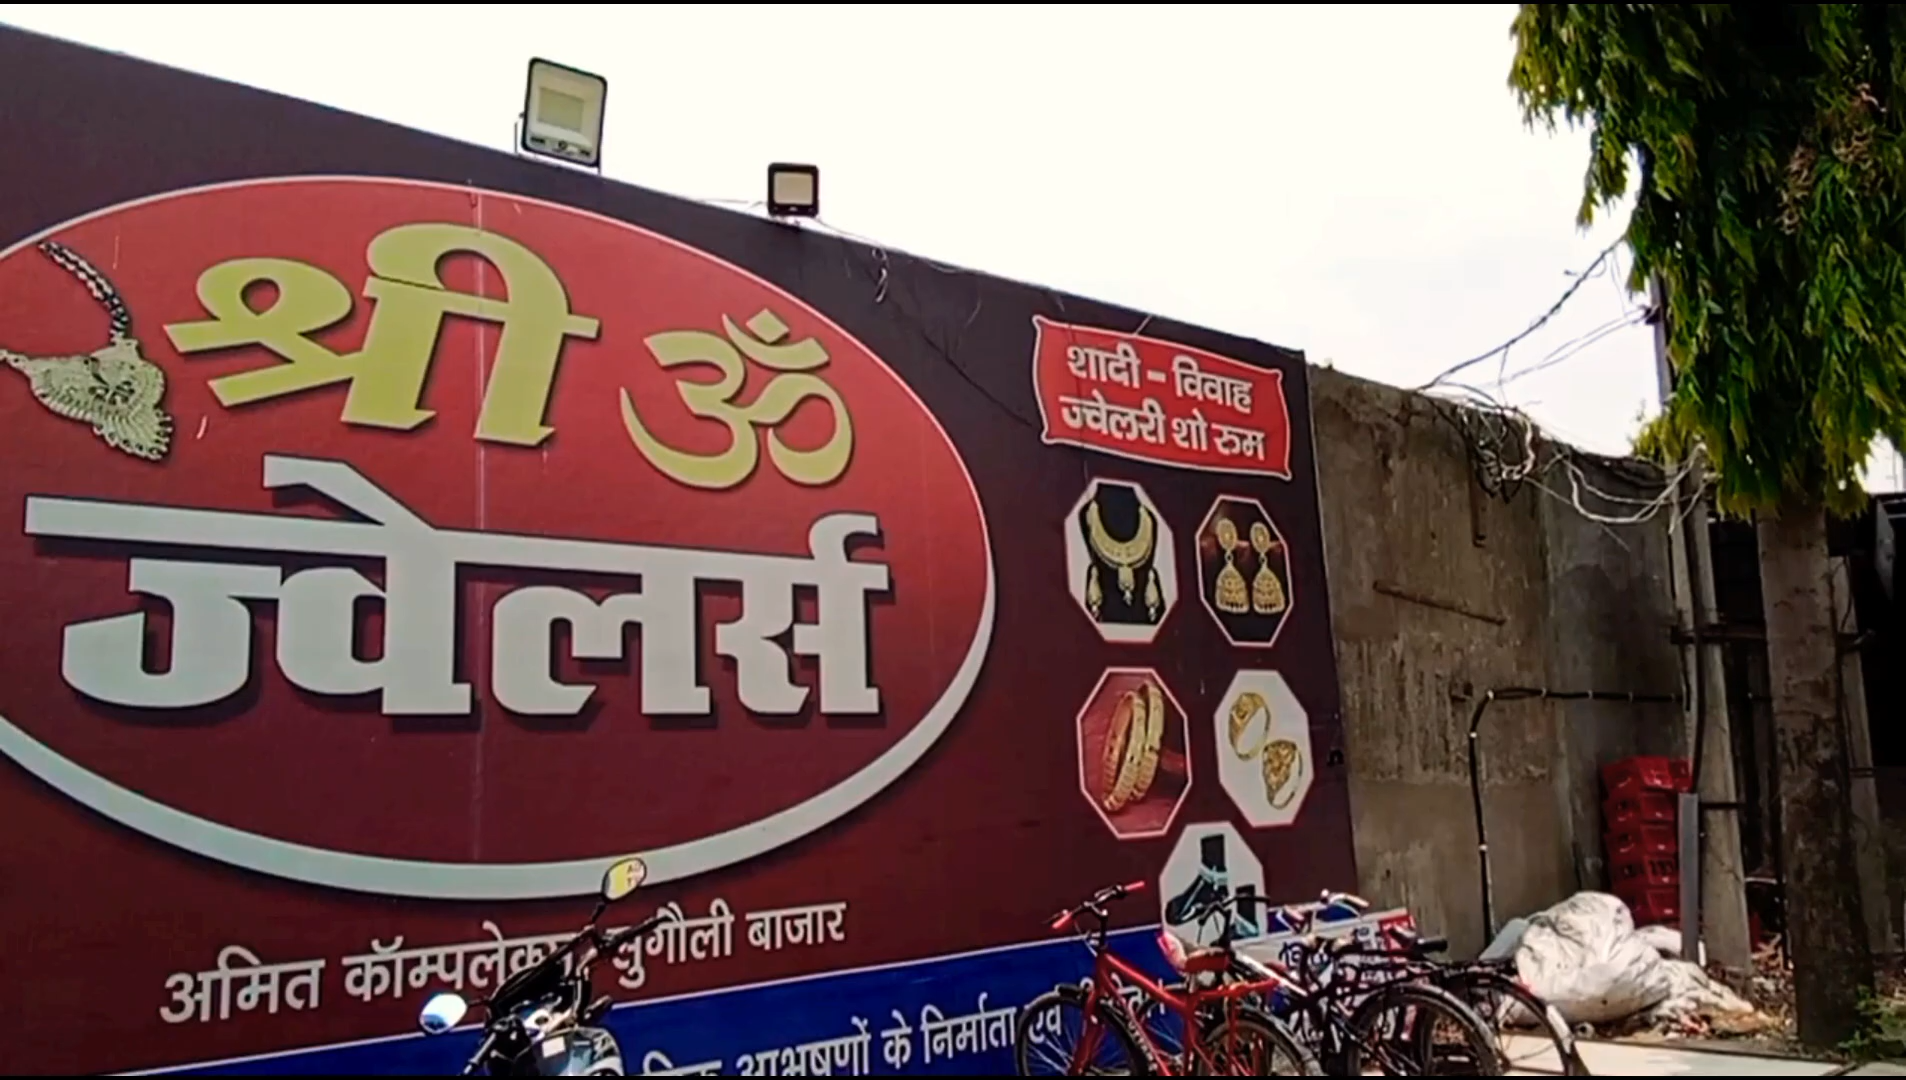 श्री ॐ
ज्वेलर्स
शादी - विवाह
ज्वेलरी शो रुम
अमित कॉम्पलेक्स सुगौली बाजार
आभूषणों के निर्माता एवं